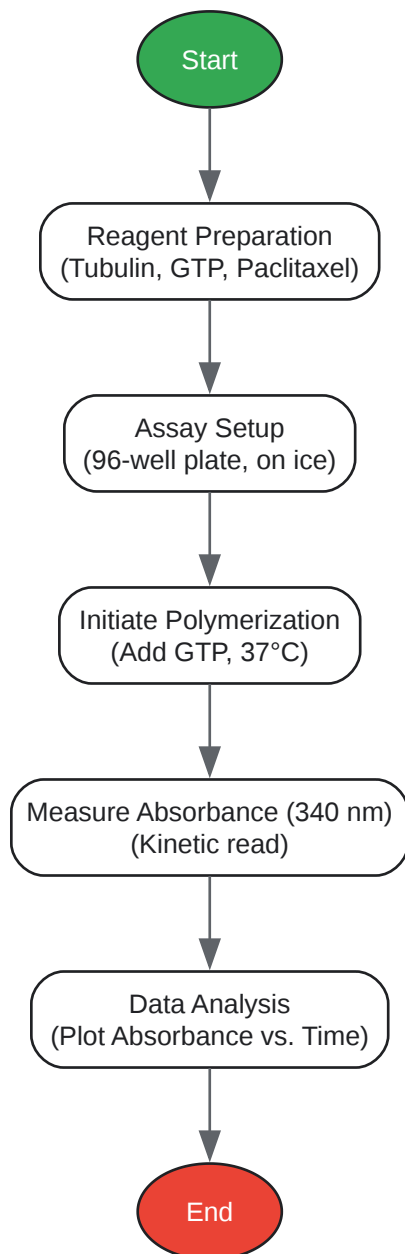 Start
Reagent Preparation
(Tubulin, GTP, Paclitaxel)
Assay Setup
(96-well plate, on ice)
Initiate Polymerization
(Add GTP, 37°C)
Measure Absorbance (340 nm)
(Kinetic read)
Data Analysis
(Plot Absorbance vs. Time)
End